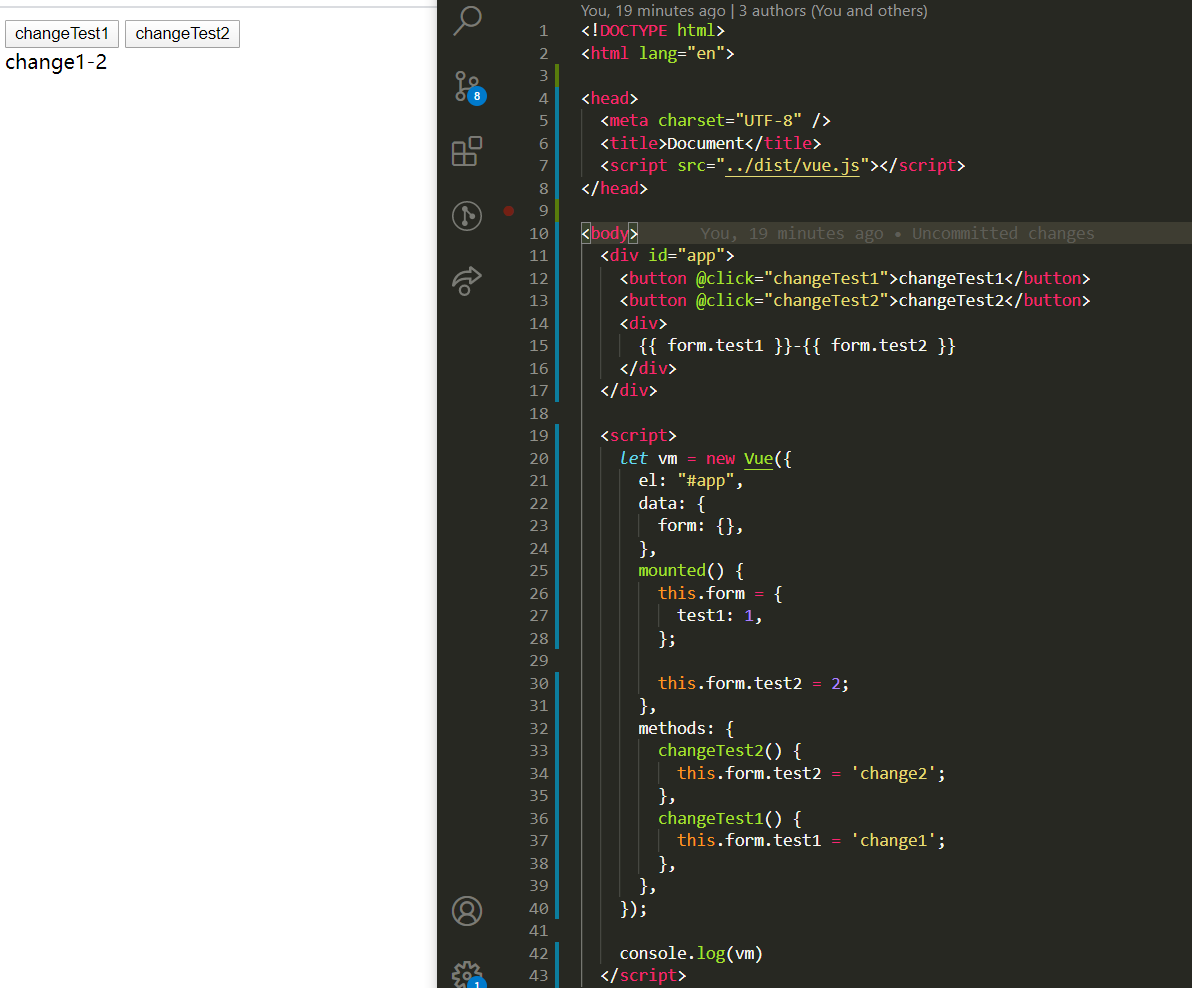 changeTest1 changeTest2
change1-2
You, 19 minutes ago | 3 authors (You and others)
1 <!DOCTYPE html>
2 <html lang="en">
3
4 <head>
5 <meta charset="UTF-8" />
6 <title>Document</title>
7 <script src="../dist/vue.js"></script>
8 </head>
9
10 <body> You, 19 minutes ago • Uncommitted changes
11 <div id="app">
12 <button @click="changeTest1">changeTest1</button>
13 <button @click="changeTest2">changeTest2</button>
14 <div>
15 {{ form.test1 }}-{{ form.test2 }}
16 </div>
17 </div>
18
19 <script>
20 let vm = new Vue({
21 el: "#app",
22 data: {
23 form: {},
24 },
25 mounted() {
26 this.form = {
27 test1: 1,
28 };
29
30 this.form.test2 = 2;
31 },
32 methods: {
33 changeTest2() {
34 this.form.test2 = 'change2';
35 },
36 changeTest1() {
37 this.form.test1 = 'change1';
38 },
39 },
40 });
41
42 console.log(vm)
43 </script>
8
1